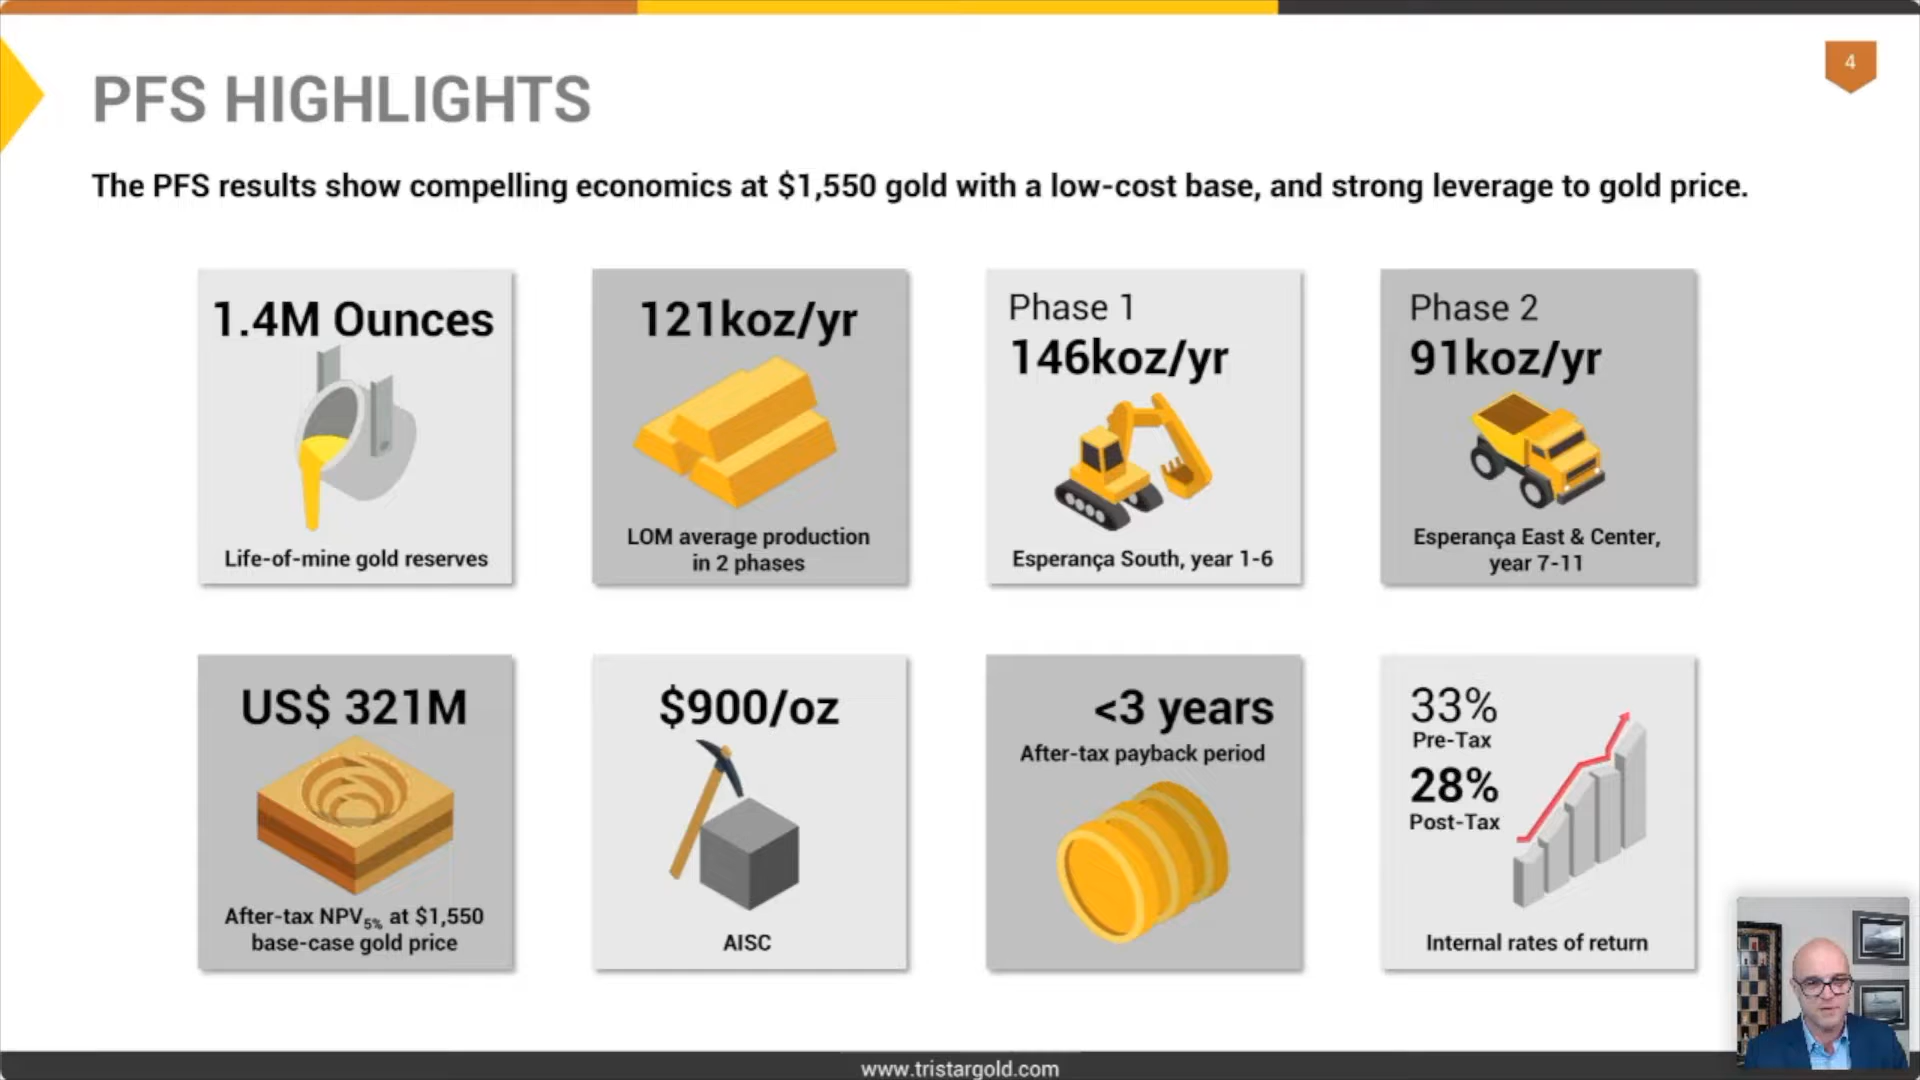 4
PFS HIGHLIGHTS
The PFS results show compelling economics at $1,550 gold with a low-cost base, and strong leverage to gold price.
1.4M Ounces
Life-of-mine gold reserves
121koz/yr
LOM average production
in 2 phases
Phase 1
146koz/yr
Esperança South, year 1-6
Phase 2
91koz/yr
Esperança East & Center,
year 7-11
US$ 321M
After-tax NPV5% at $1,550
base-case gold price
$900/oz
AISC
<3 years
After-tax payback period
33%
Pre-Tax
28%
Post-Tax
Internal rates of return
www.tristargold.com